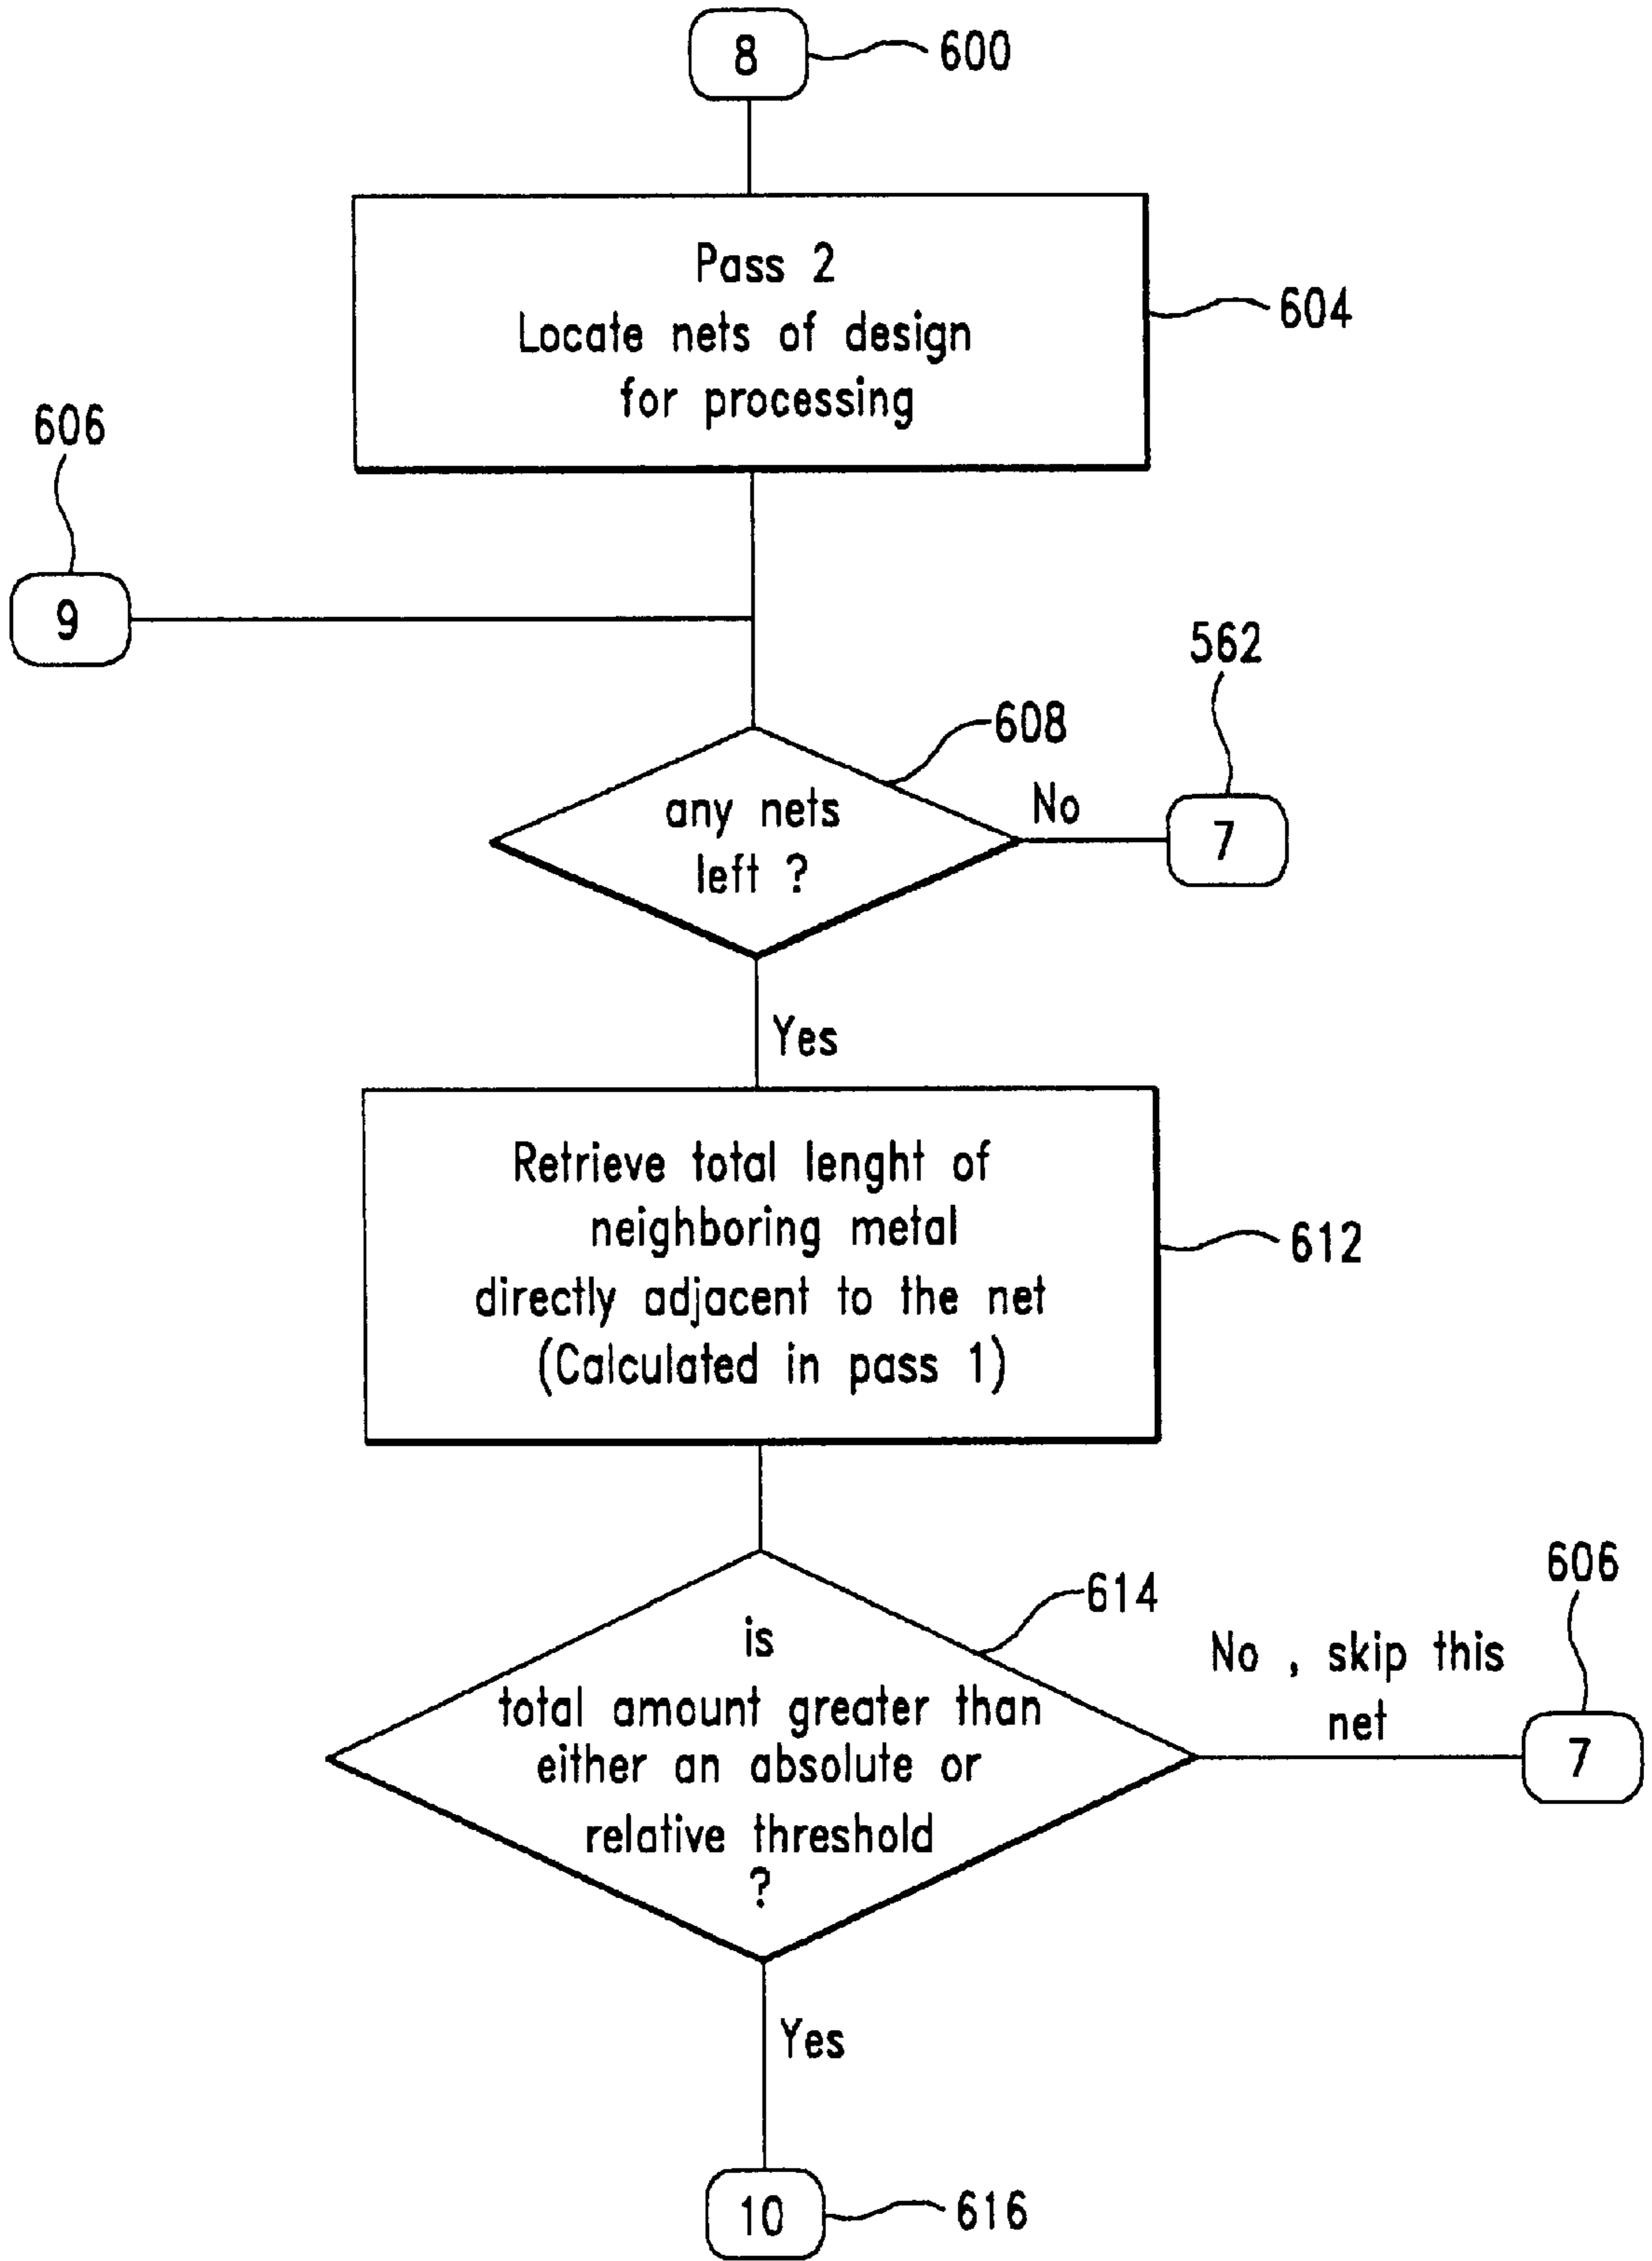 8
600
Pass 2
Locate nets of design
for processing
604
606
9
562
608
any nets
left ?
No
7
Yes
Retrieve total lenght of
neighboring metal
directly adjacent to the net
(Calculated in pass 1)
612
614
606
is
total amount greater than
either an absolute or
relative threshold
?
No , skip this
net
7
Yes
10
616